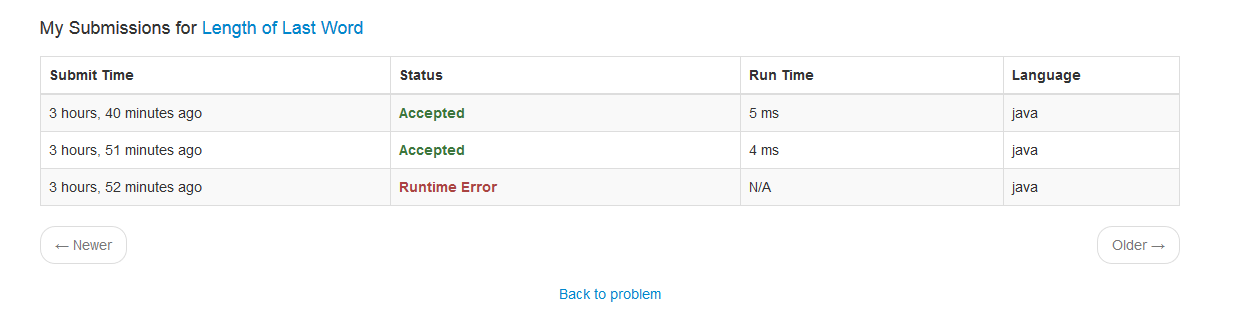 My Submissions for Length of Last Word
Submit Time Status Run Time Language
3 hours, 40 minutes ago Accepted 5 ms java
3 hours, 51 minutes ago Accepted 4 ms java
3 hours, 52 minutes ago Runtime Error N/A java
← Newer Older →
Back to problem